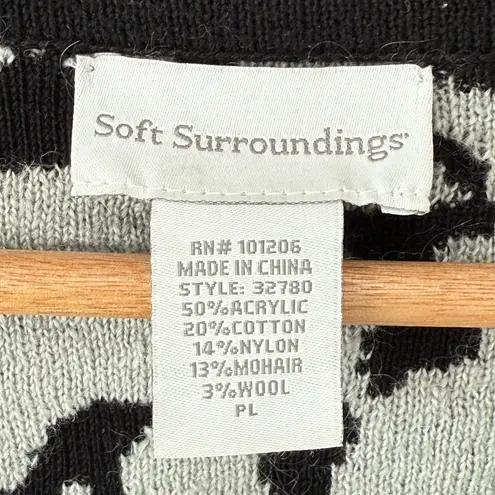 Soft Surroundings
RN# 101206
MADE IN CHINA
STYLE: 32780
50%ACRYLIC
20%COTTON
14%NYLON
13%MOHAIR
3%WOOL
PL